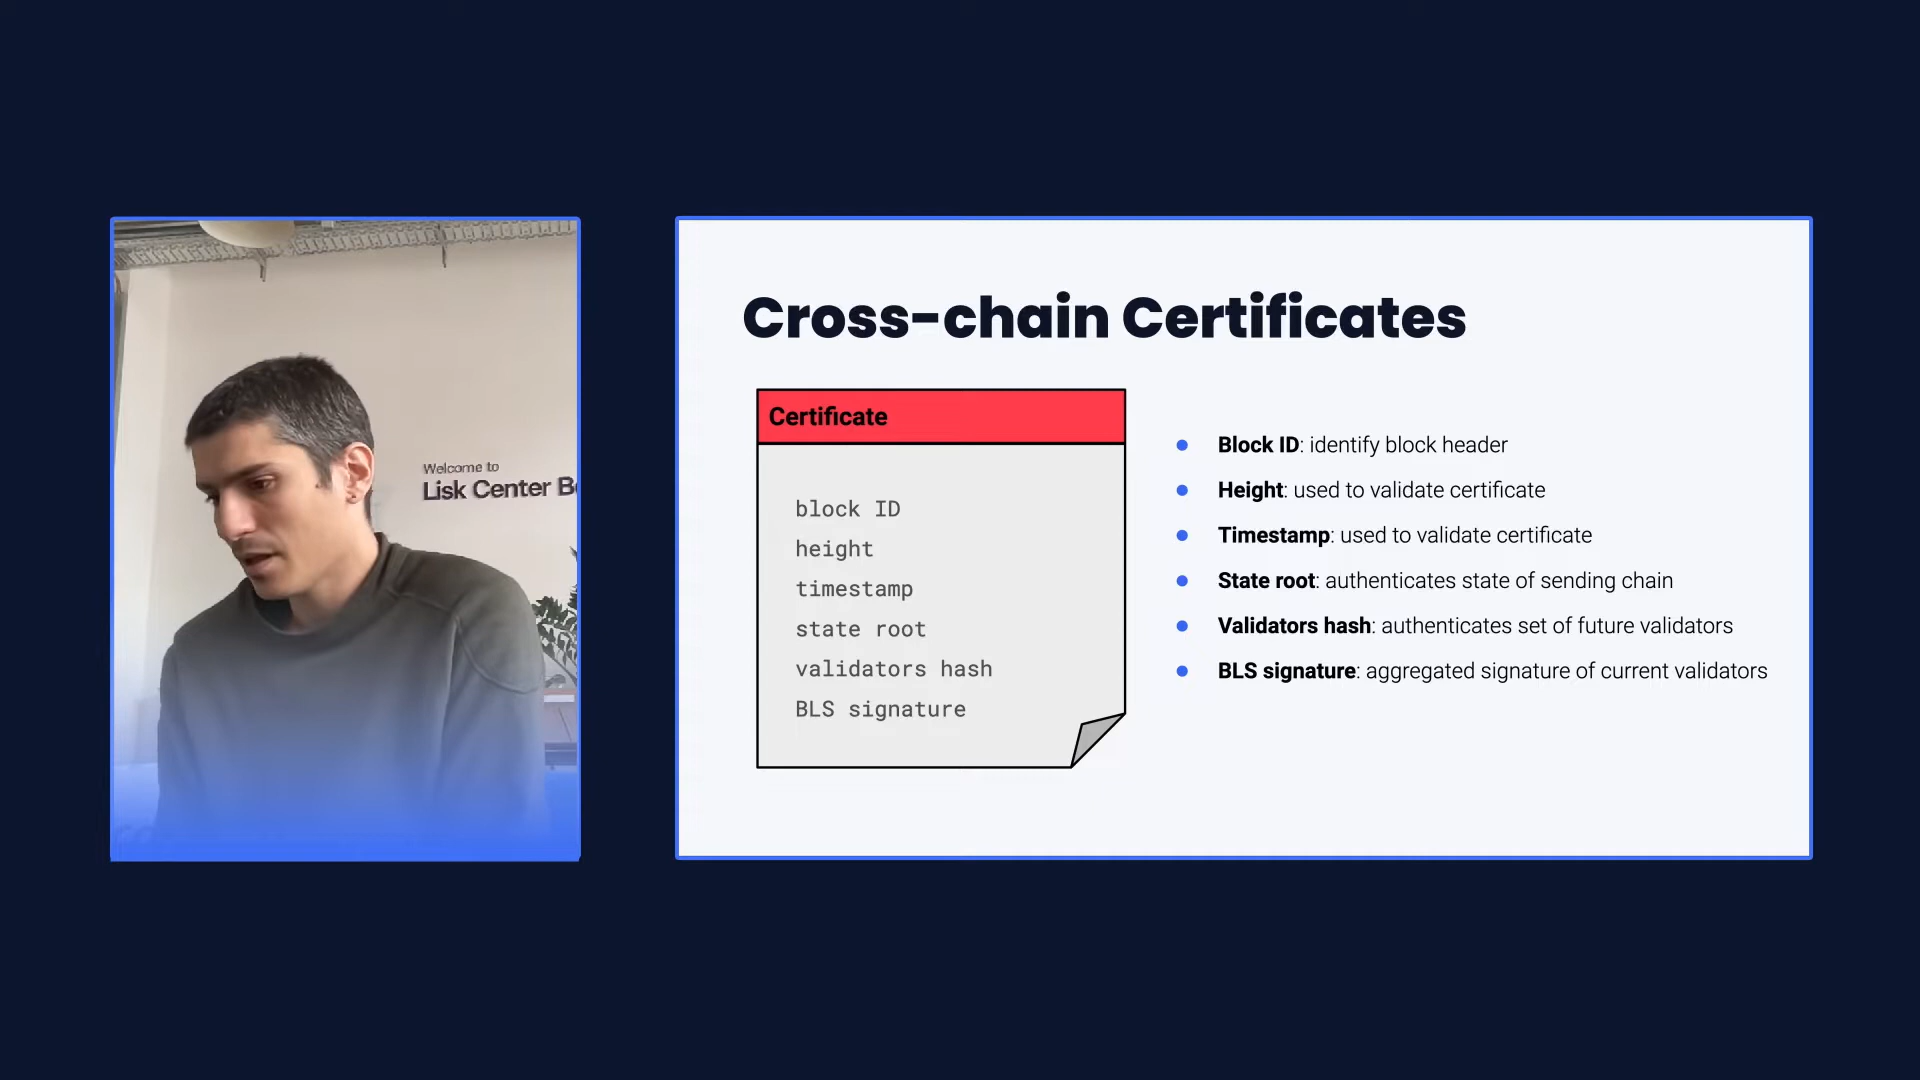 Welcome to
Lisk Center
Cross-chain Certificates
Certificate
block ID
height
timestamp
state root
validators hash
BLS signature
Block ID: identify block header
Height: used to validate certificate
Timestamp: used to validate certificate
State root: authenticates state of sending chain
Validators hash: authenticates set of future validators
BLS signature: aggregated signature of current validators